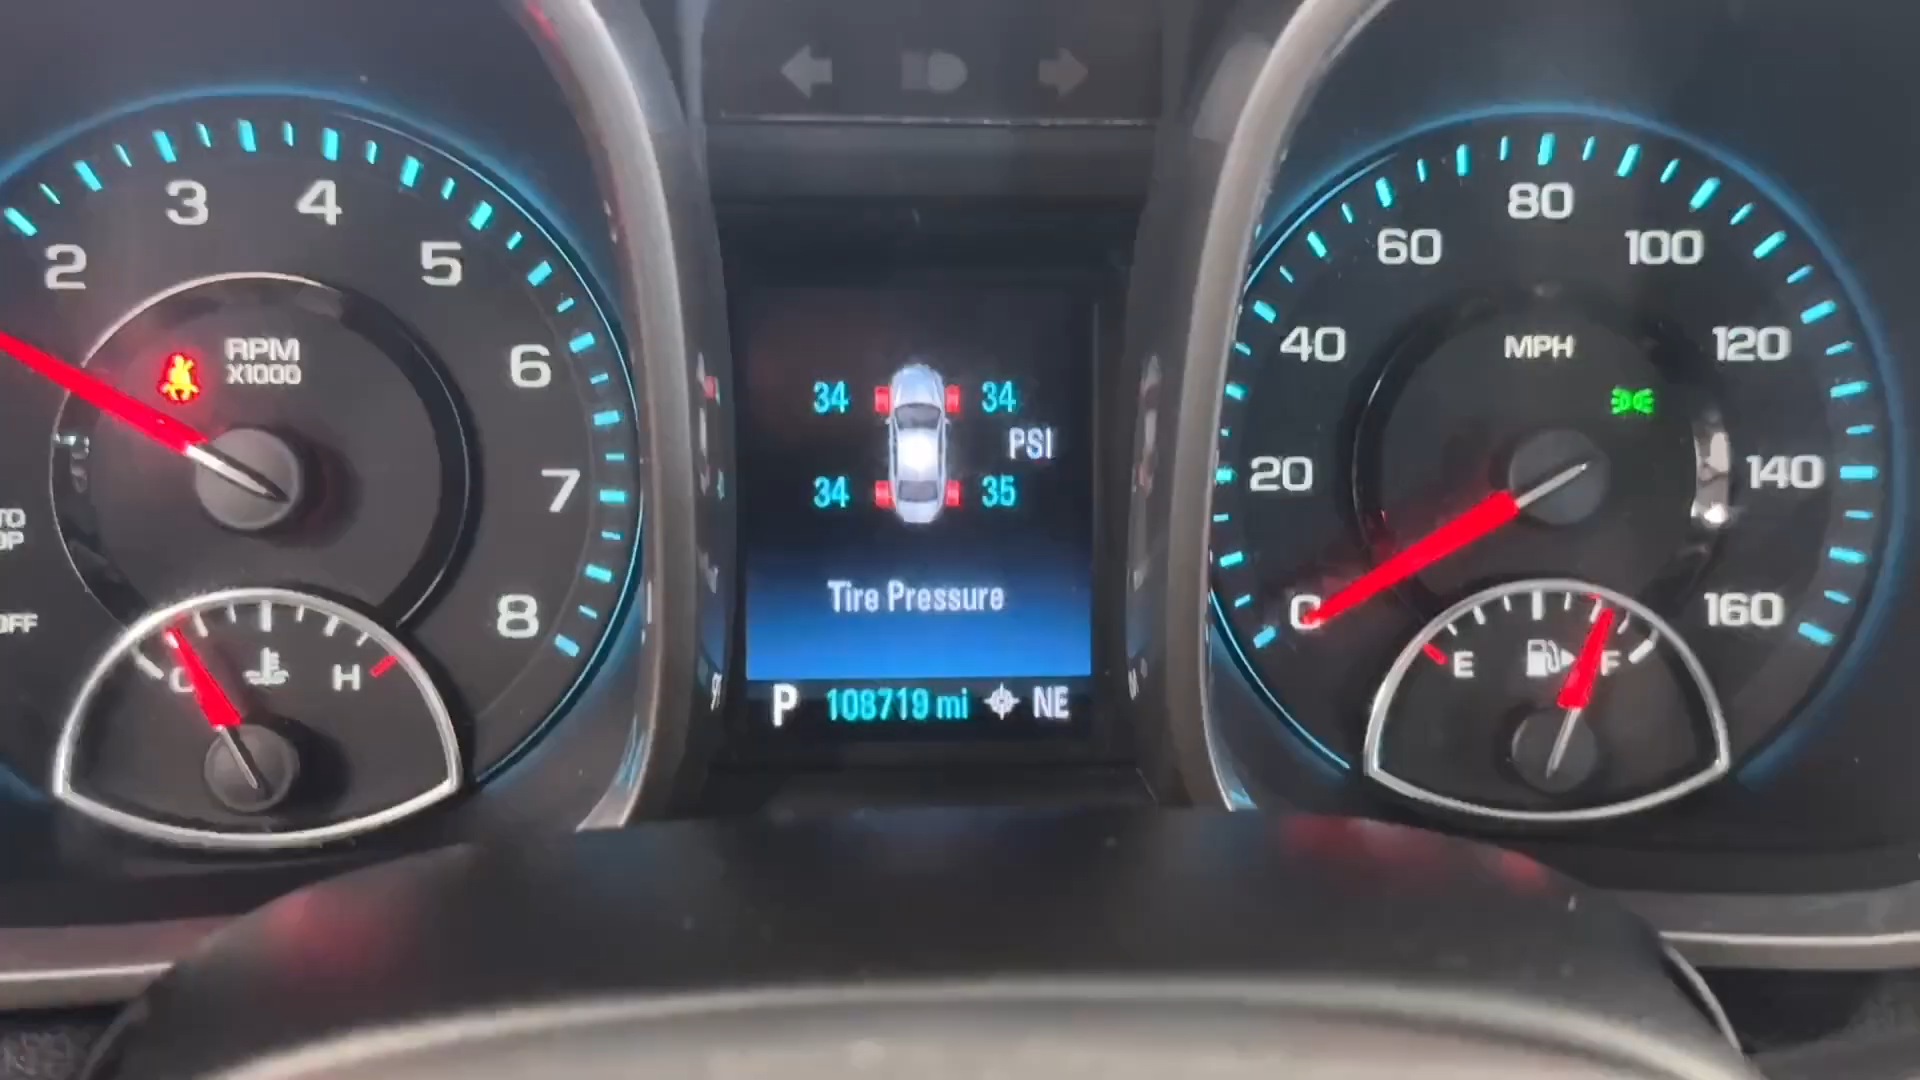 2 3 4 5 6 7 8
RPM
X1000
C H
34 34
PSI
34 35
Tire Pressure
P 108719 mi NE
0 20 40 60 80 100 120 140 160
MPH
E F
OFF